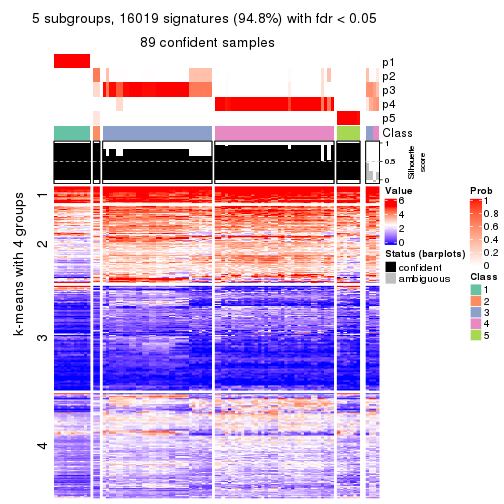 5 subgroups, 16019 signatures (94.8%) with fdr < 0.05
89 confident samples
p1
p2
p3
p4
p5
Class
1
0.5
0
Silhouette
score
k-means with 4 groups
1
2
3
4
Value
6
4
2
0
Status (barplots)
confident
ambiguous
Prob
1
0.8
0.6
0.4
0.2
0
Class
1
2
3
4
5